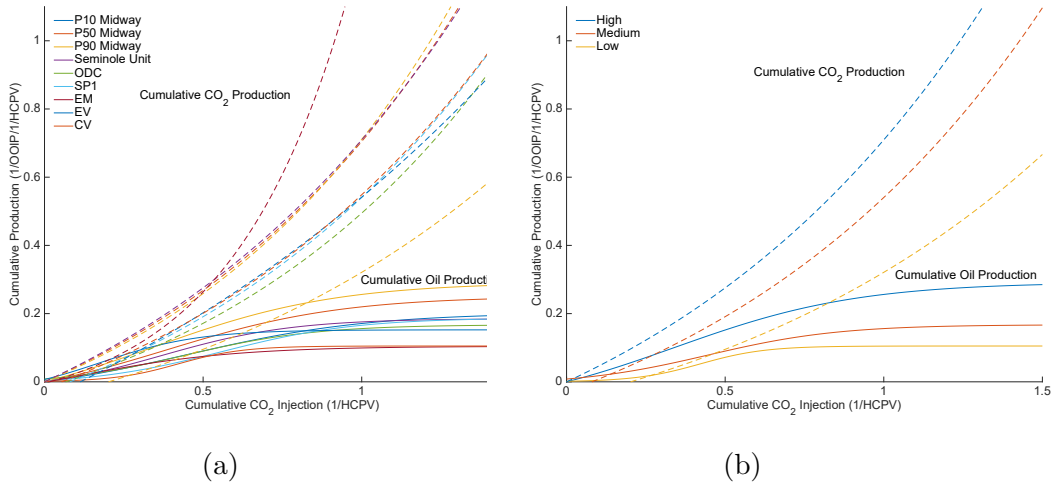 P10 Midway
P50 Midway
P90 Midway
Seminole Unit
ODC
SP1
EM
EV
CV
Cumulative CO2 Production
Cumulative Oil Producti
Cumulative Production (1/OOIP/1/HCPV)
1
0.8
0.6
0.4
0.2
0
0
0.5
1
Cumulative CO2 Injection (1/HCPV)
(a)
High
Medium
Low
Cumulative CO2 Production
Cumulative Oil Production
Cumulative Production (1/OOIP/1/HCPV)
1
0.8
0.6
0.4
0.2
0
0
0.5
1
1.5
Cumulative CO2 Injection (1/HCPV)
(b)